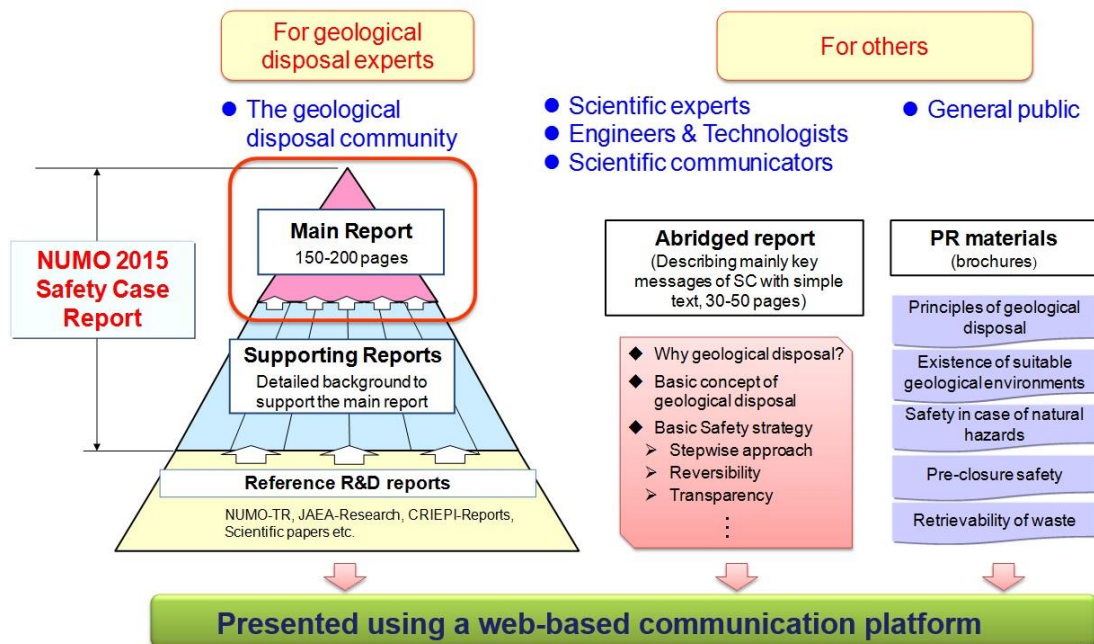 For geological
disposal experts
For others
● The geological
disposal community
● Scientific experts
● Engineers & Technologists
● Scientific communicators
● General public
NUMO 2015
Safety Case
Report
Main Report
150-200 pages
Supporting Reports
Detailed background to
support the main report
Reference R&D reports
NUMO-TR, JAEA-Research, CRIEPI-Reports,
Scientific papers etc.
Abridged report
(Describing mainly key
messages of SC with simple
text, 30-50 pages)
◆ Why geological disposal?
◆ Basic concept of
geological disposal
◆ Basic Safety strategy
➢ Stepwise approach
➢ Reversibility
➢ Transparency
⋮
PR materials
(brochures)
Principles of geological
disposal
Existence of suitable
geological environments
Safety in case of natural
hazards
Pre-closure safety
Retrievability of waste
Presented using a web-based communication platform